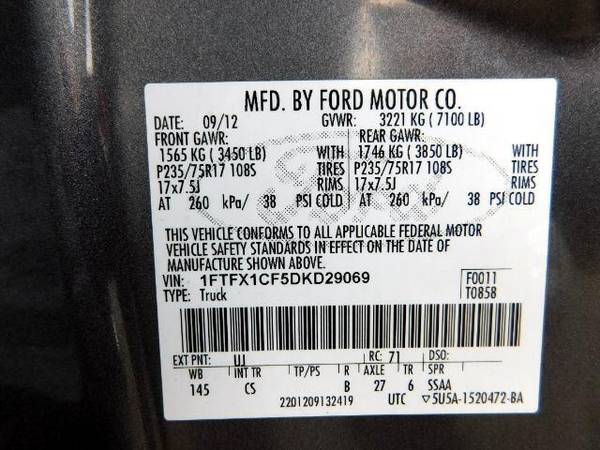 MFD. BY FORD MOTOR CO.
DATE: 09/12 GVWR: 3221 KG ( 7100 LB)
FRONT GAWR: REAR GAWR:
1565 KG ( 3450 LB) WITH 1746 KG ( 3850 LB) WITH
P235/75R17 108S TIRES P235/75R17 108S TIRES
17x7.5J RIMS 17x7.5J RIMS
AT 260 kPa/ 38 PSI COLD AT 260 kPa/ 38 PSI COLD
Ford
THIS VEHICLE CONFORMS TO ALL APPLICABLE FEDERAL MOTOR
VEHICLE SAFETY STANDARDS IN EFFECT ON THE DATE OF
MANUFACTURE SHOWN ABOVE.
VIN: 1FTFX1CF5DKD29069 F0011
TYPE: Truck T0858
EXT PNT: UJ RC: 71 DSO:
WB INT TR TP/PS R AXLE TR SPR
145 CS B 27 6 SSAA
2201209132419 UTC ▽5U5A-1520472-BA